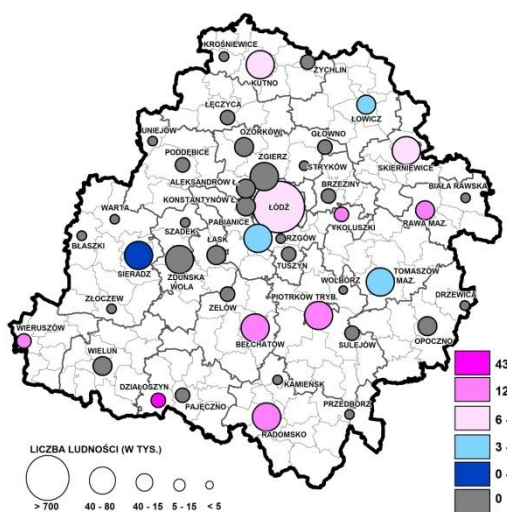 KROŚNIEWICE
ŻYCHLIN
KUTNO
ŁĘCZYCA
ŁOWICZ
UNIEJÓW
OZORKÓW
GŁOWNO
PODDĘBICE
ZGIERZ
STRYKÓW
SKIERNIEWICE
ALEKSANDRÓW Ł.
BRZEZINY
BIAŁA RAWSKA
KONSTANTYNÓW Ł.
ŁÓDŹ
WARTA
PABIANICE
KOLUSZKI
RAWA MAZ.
SZADEK
BŁASZKI
ŁASK
RZGÓW
SIERADZ
ZDUŃSKA
WOLA
TUSZYN
TOMASZÓW
MAZ.
WOLBÓRZ
ZŁOCZEW
ZELÓW
PIOTRKÓW TRYB.
DRZEWICA
WIERUSZÓW
BEŁCHATÓW
SULEJÓW
OPOCZNO
WIELUŃ
KAMIEŃSK
DZIAŁOSZYN
PAJĘCZNO
PRZEDBÓRZ
RADOMSKO
43
12
6 -
3 -
0 -
0
LICZBA LUDNOŚCI (W TYS.)
> 700 40 - 80 40 - 15 5 - 15 < 5